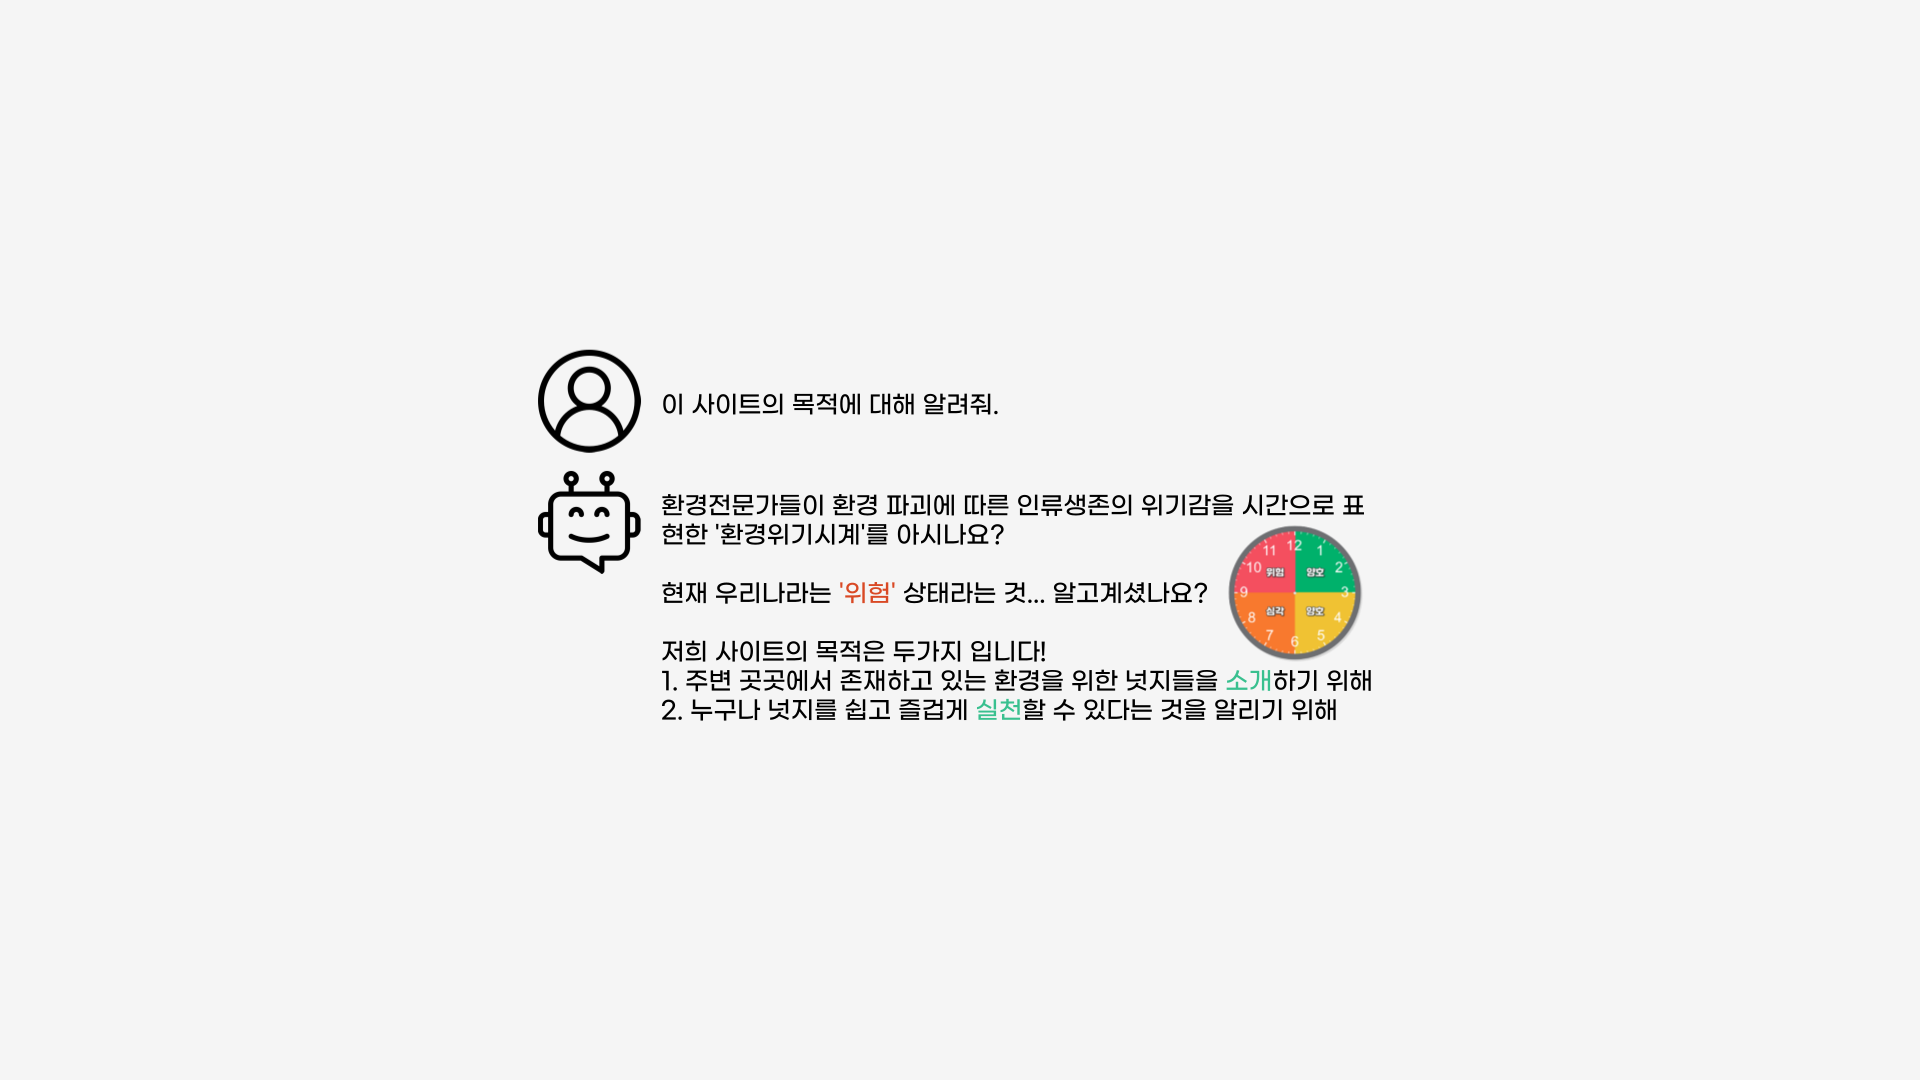 이 사이트의 목적에 대해 알려줘.
환경전문가들이 환경 파괴에 따른 인류생존의 위기감을 시간으로 표
현한 '환경위기시계'를 아시나요?
현재 우리나라는 '위험' 상태라는 것... 알고계셨나요?
저희 사이트의 목적은 두가지 입니다!
1. 주변 곳곳에서 존재하고 있는 환경을 위한 넛지들을 소개하기 위해
2. 누구나 넛지를 쉽고 즐겁게 실천할 수 있다는 것을 알리기 위해
11 12 1
10 위험 양호 2
9 3
8 심각 양호 4
7 6 5